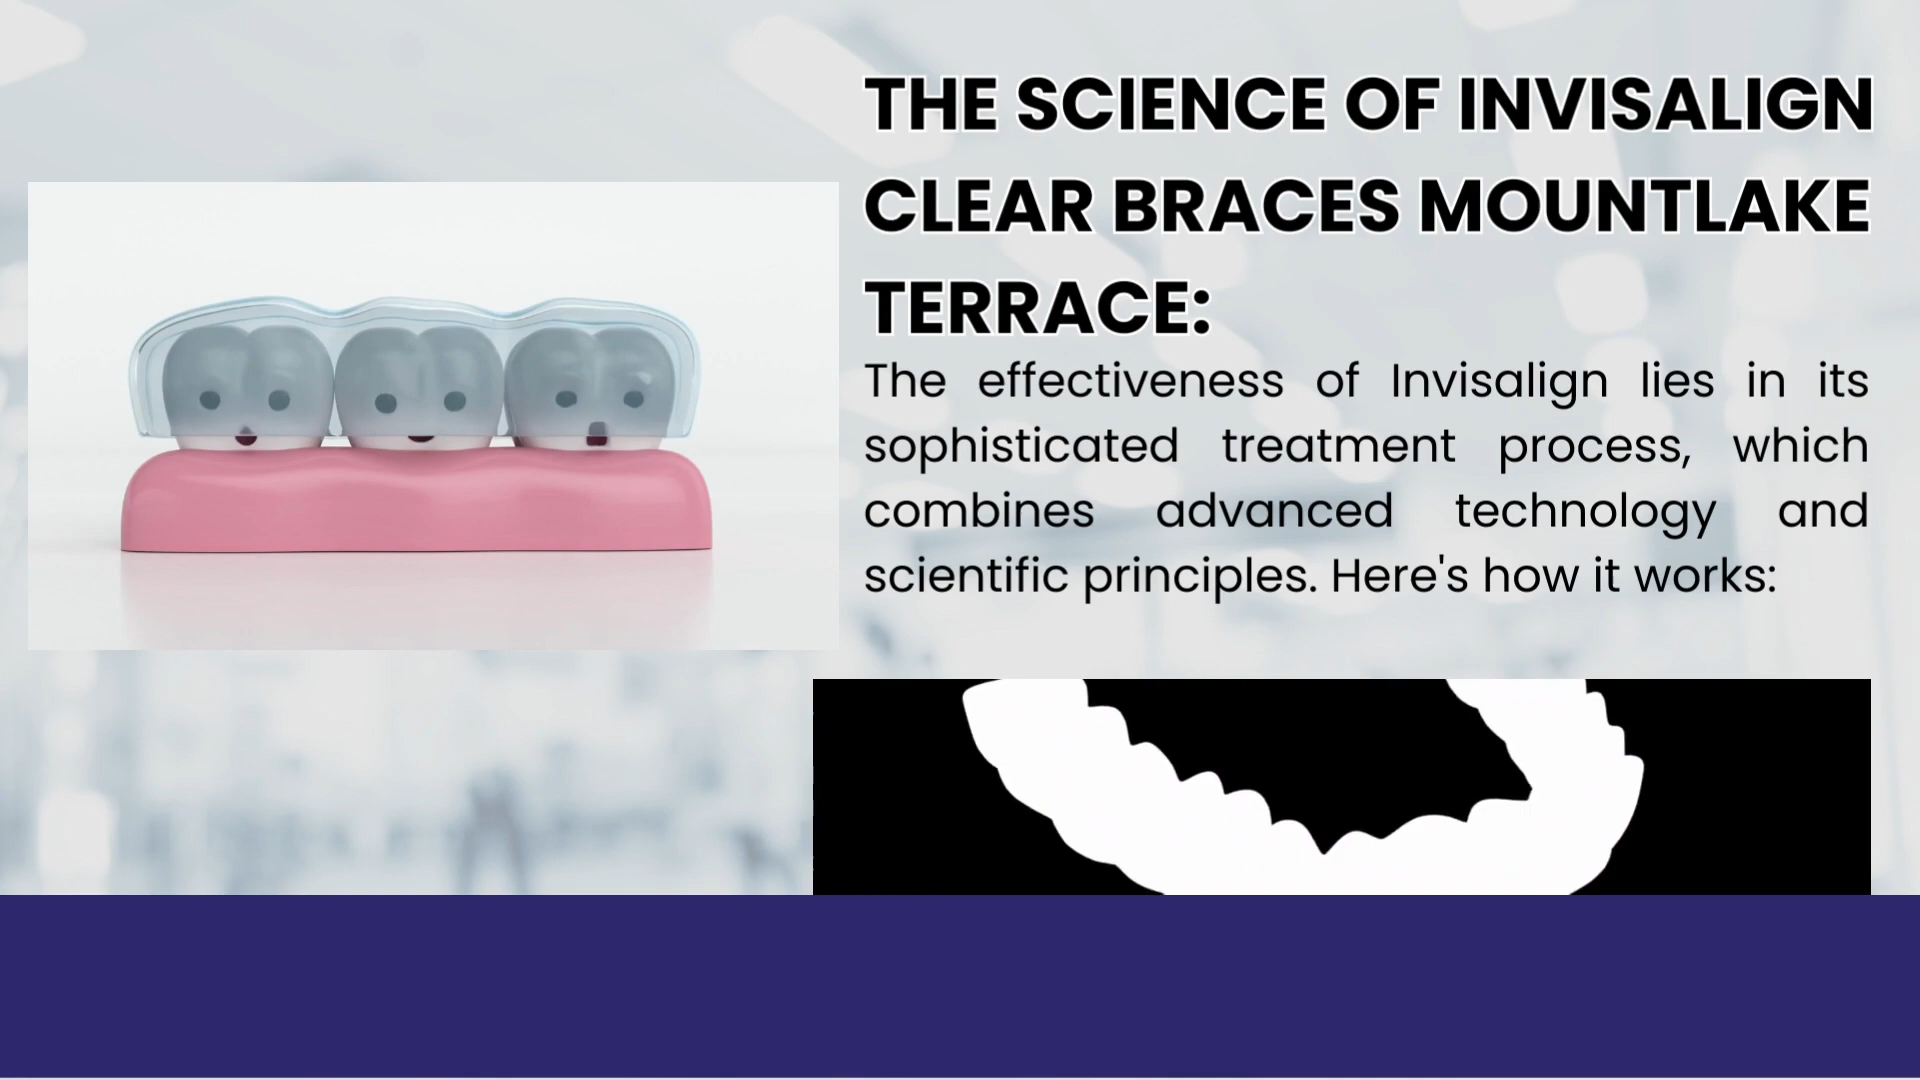 THE SCIENCE OF INVISALIGN
CLEAR BRACES MOUNTLAKE
TERRACE:
The effectiveness of Invisalign lies in its
sophisticated treatment process, which
combines advanced technology and
scientific principles. Here's how it works: